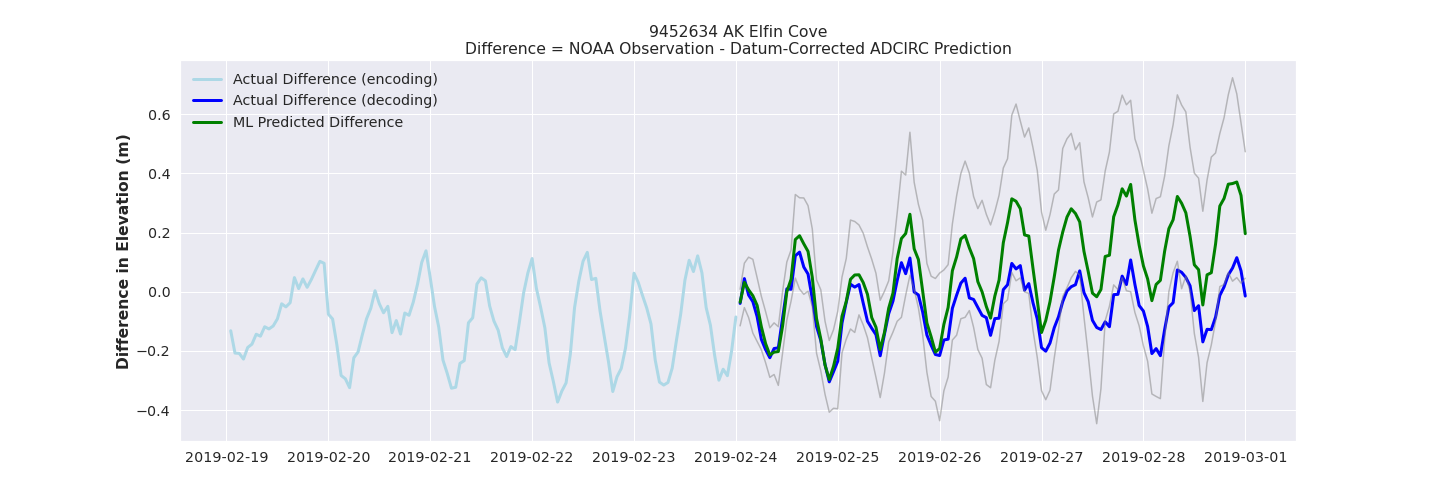 9452634 AK Elfin Cove
Difference = NOAA Observation - Datum-Corrected ADCIRC Prediction
Actual Difference (encoding)
Actual Difference (decoding)
ML Predicted Difference
Difference in Elevation (m)
0.6
0.4
0.2
0.0
−0.2
−0.4
2019-02-19 2019-02-20 2019-02-21 2019-02-22 2019-02-23 2019-02-24 2019-02-25 2019-02-26 2019-02-27 2019-02-28 2019-03-01